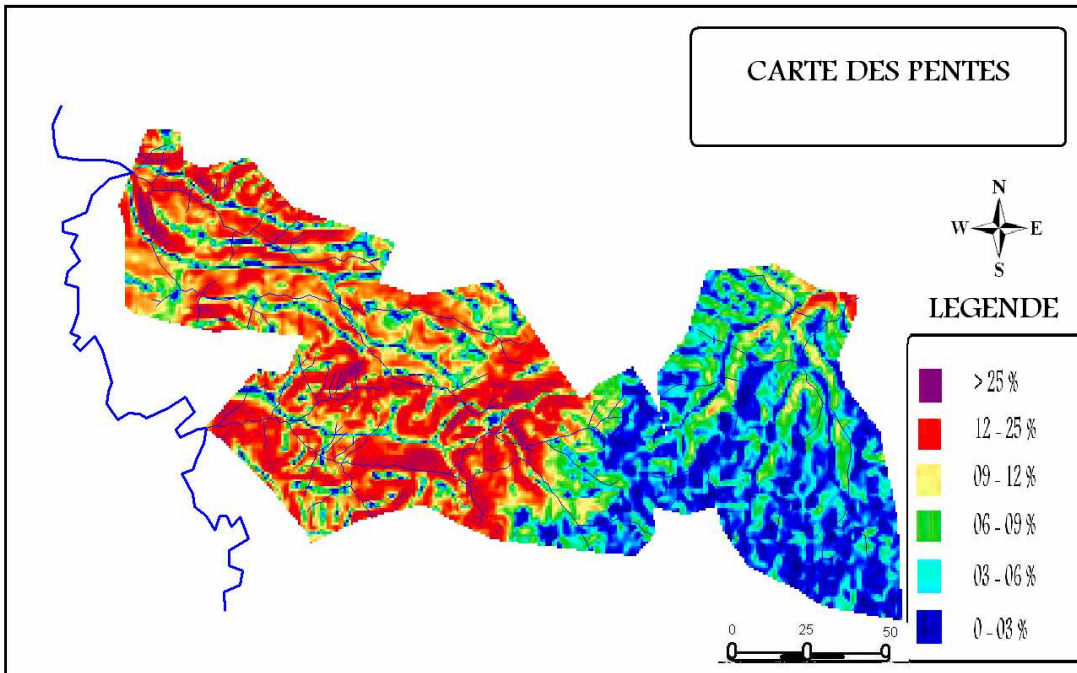 CARTE DES PENTES
N
W E
S
LEGENDE
> 25 %
12 - 25 %
09 - 12 %
06 - 09 %
03 - 06 %
0 - 03 %
0 25 50